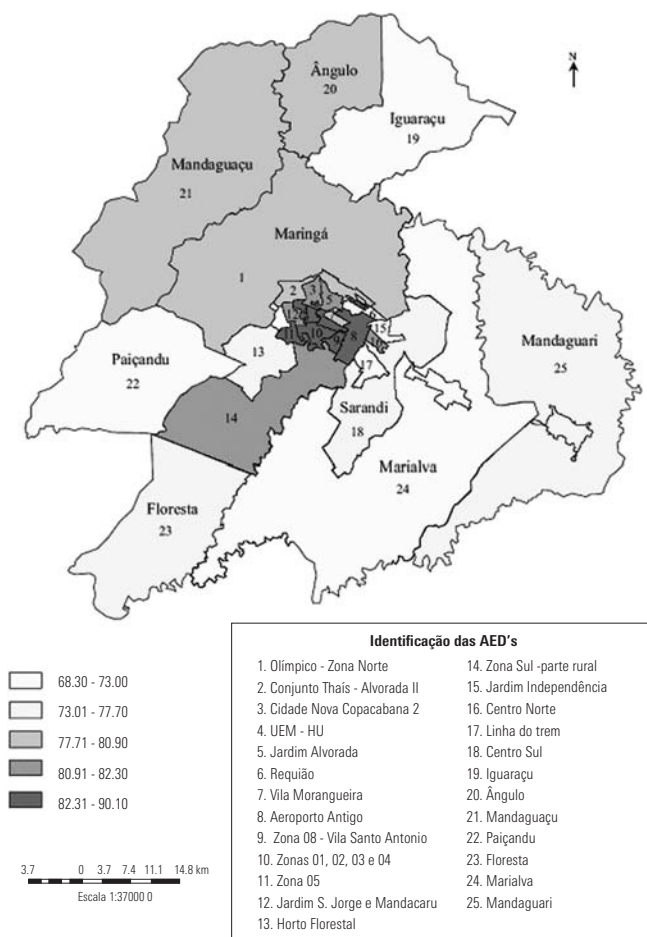 N
Ângulo
20
Iguaraçu
19
Mandaguaçu
21
Maringá
1
2
3
5
15
8
10
13
17
Mandaguari
25
Paiçandu
22
14
Sarandi
18
Marialva
24
Floresta
23
68.30 - 73.00
73.01 - 77.70
77.71 - 80.90
80.91 - 82.30
82.31 - 90.10
3.7 0 3.7 7.4 11.1 14.8 km
Escala 1:37000 0
Identificação das AED's
1. Olímpico - Zona Norte
2. Conjunto Thaís - Alvorada II
3. Cidade Nova Copacabana 2
4. UEM - HU
5. Jardim Alvorada
6. Requião
7. Vila Morangueira
8. Aeroporto Antigo
9. Zona 08 - Vila Santo Antonio
10. Zonas 01, 02, 03 e 04
11. Zona 05
12. Jardim S. Jorge e Mandacaru
13. Horto Florestal
14. Zona Sul -parte rural
15. Jardim Independência
16. Centro Norte
17. Linha do trem
18. Centro Sul
19. Iguaraçu
20. Ângulo
21. Mandaguaçu
22. Paiçandu
23. Floresta
24. Marialva
25. Mandaguari